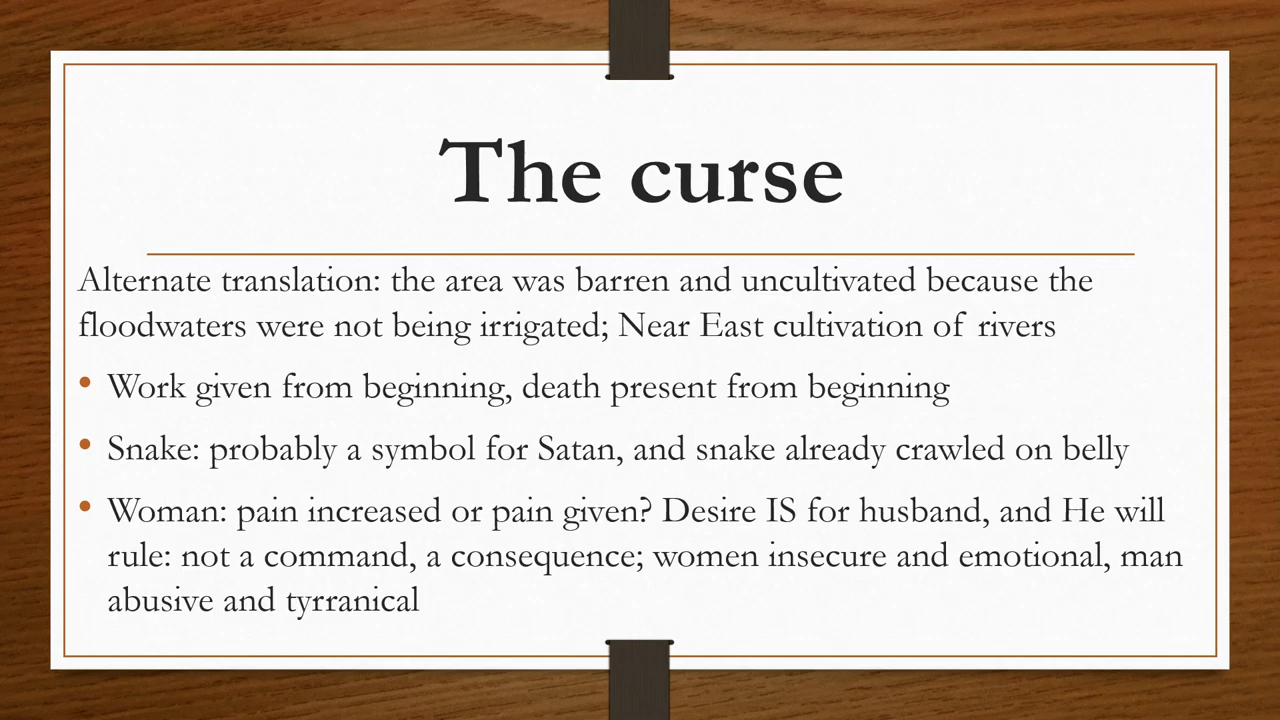 The curse
Alternate translation: the area was barren and uncultivated because the
floodwaters were not being irrigated; Near East cultivation of rivers
• Work given from beginning, death present from beginning
• Snake: probably a symbol for Satan, and snake already crawled on belly
• Woman: pain increased or pain given? Desire IS for husband, and He will
rule: not a command, a consequence; women insecure and emotional, man
abusive and tyrranical